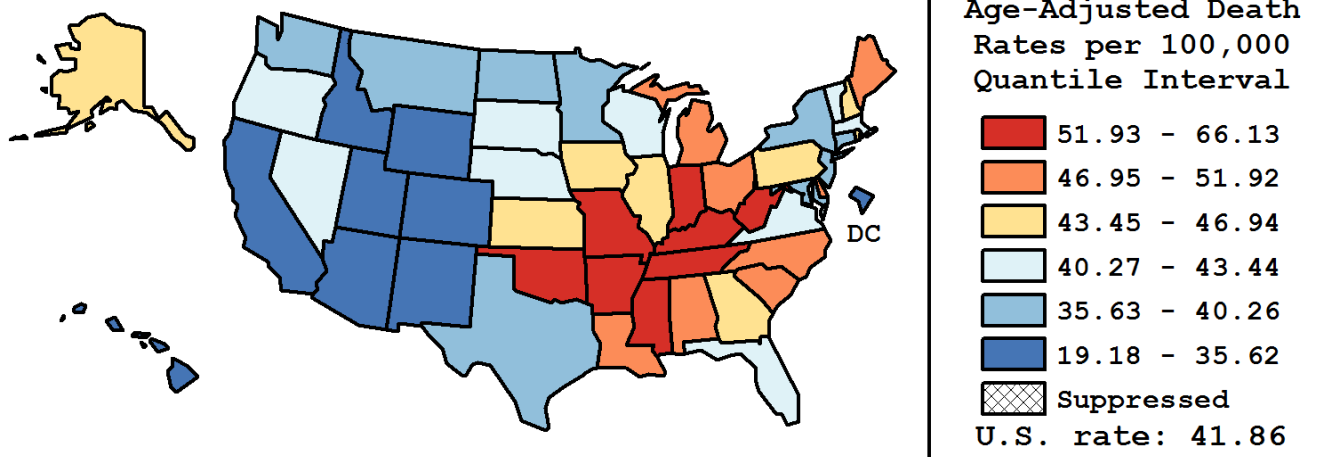 Age-Adjusted Death
Rates per 100,000
Quantile Interval
51.93 - 66.13
46.95 - 51.92
43.45 - 46.94
40.27 - 43.44
35.63 - 40.26
19.18 - 35.62
Suppressed
U.S. rate: 41.86
DC